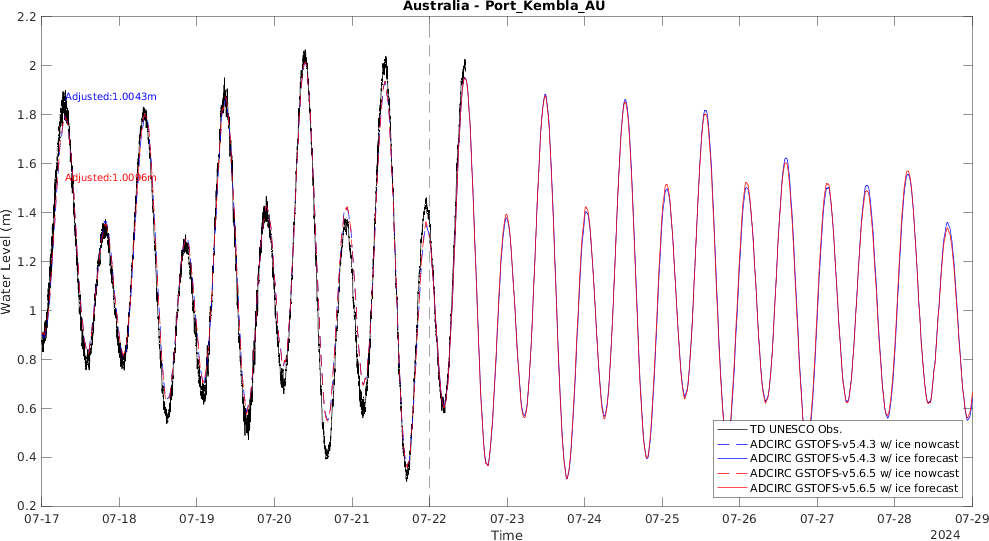 Australia - Port_Kembla_AU
2.2
2
1.8
1.6
1.4
1.2
1
0.8
0.6
0.4
0.2
Water Level (m)
Adjusted:1.0043m
Adjusted:1.0096m
TD UNESCO Obs.
ADCIRC GSTOFS-v5.4.3 w/ ice nowcast
ADCIRC GSTOFS-v5.4.3 w/ ice forecast
ADCIRC GSTOFS-v5.6.5 w/ ice nowcast
ADCIRC GSTOFS-v5.6.5 w/ ice forecast
07-17 07-18 07-19 07-20 07-21 07-22 07-23 07-24 07-25 07-26 07-27 07-28 07-29
Time
2024